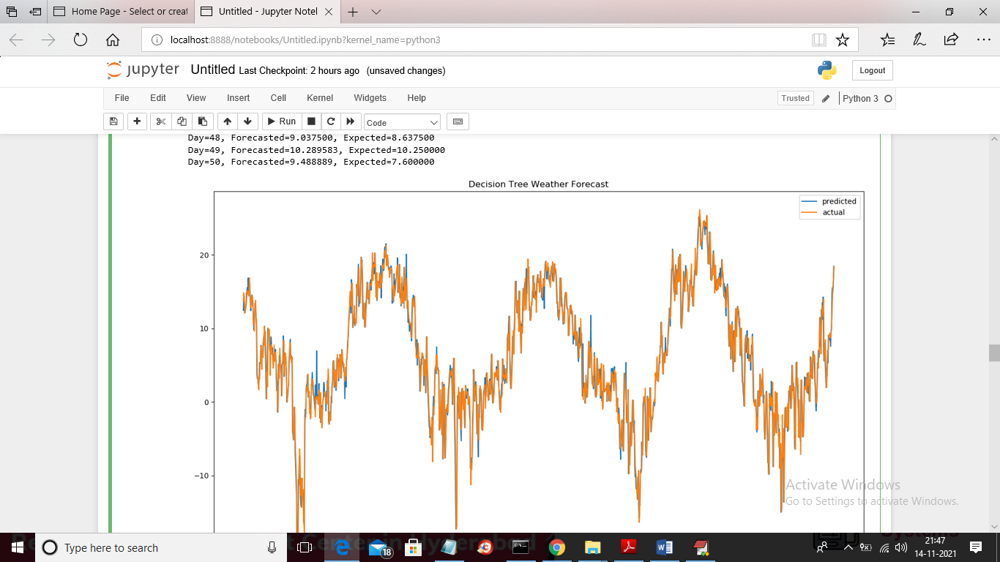 Home Page - Select or creat
Untitled - Jupyter Notel
localhost:8888/notebooks/Untitled.ipynb?kernel_name=python3
jupyter Untitled Last Checkpoint: 2 hours ago (unsaved changes)
Logout
File Edit View Insert Cell Kernel Widgets Help
Trusted Python 3
Run Code
Day=48, Forecasted=9.037500, Expected=8.637500
Day=49, Forecasted=10.289583, Expected=10.250000
Day=50, Forecasted=9.488889, Expected=7.600000
Decision Tree Weather Forecast
predicted
actual
20
10
0
−10
Activate Windows
Go to Settings to activate Windows.
Type here to search
18
21:47
14-11-2021